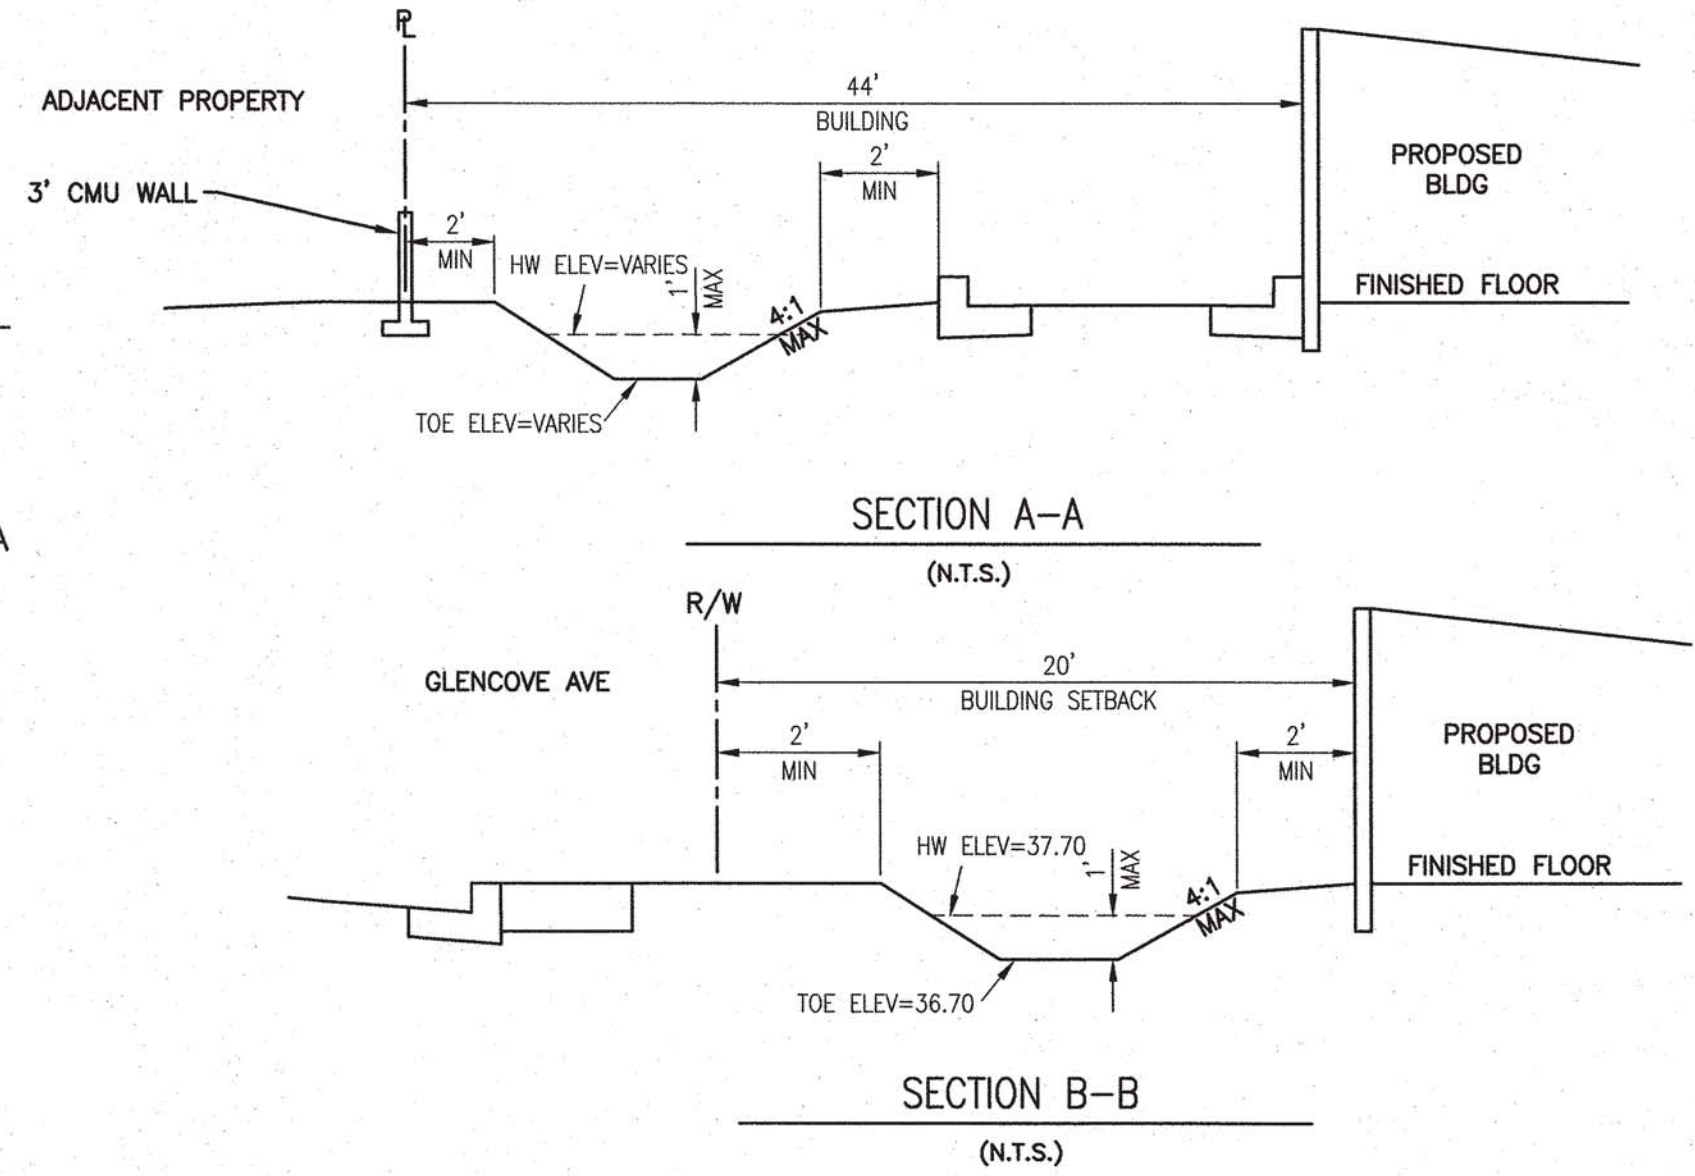 PL
ADJACENT PROPERTY
44'
BUILDING
2'
MIN
PROPOSED
BLDG
3' CMU WALL
2'
MIN
HW ELEV=VARIES
1'
MAX
4:1
MAX
FINISHED FLOOR
TOE ELEV=VARIES
SECTION A-A
(N.T.S.)
A
R/W
GLENCOVE AVE
20'
BUILDING SETBACK
2'
MIN
2'
MIN
PROPOSED
BLDG
HW ELEV=37.70
1'
MAX
4:1
MAX
FINISHED FLOOR
TOE ELEV=36.70
SECTION B-B
(N.T.S.)